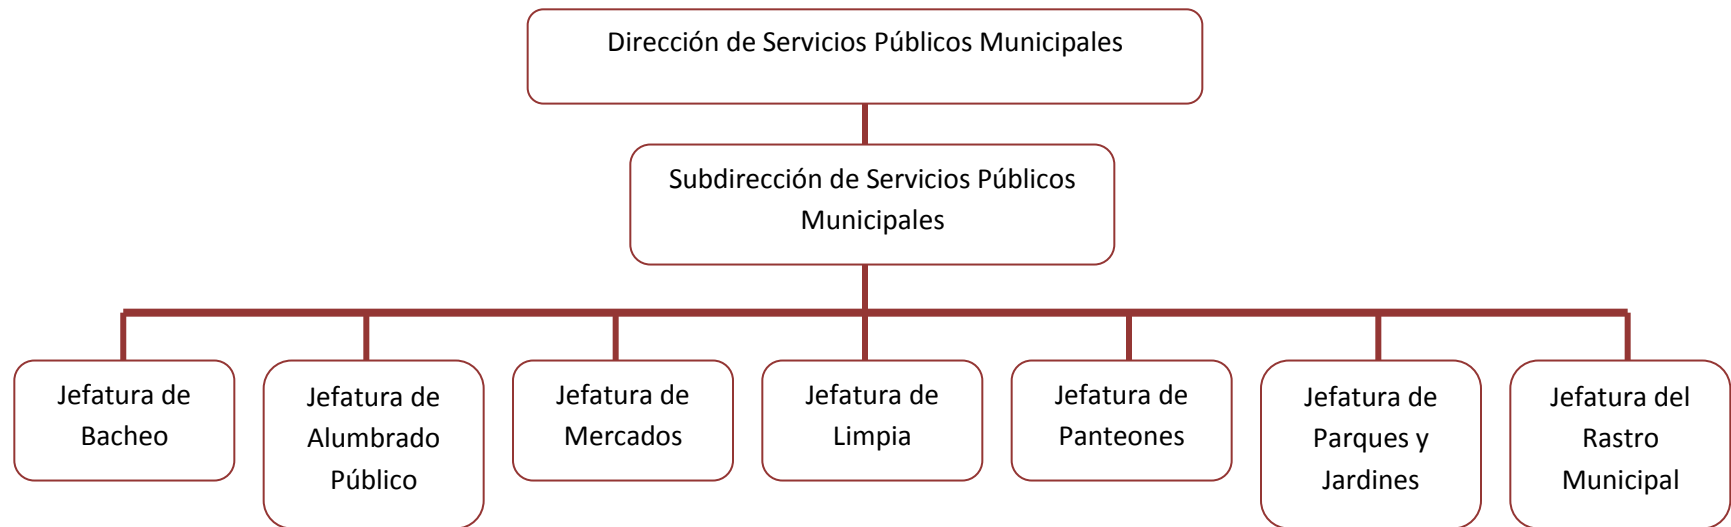 Dirección de Servicios Públicos Municipales
Subdirección de Servicios Públicos
Municipales
Jefatura de
Bacheo
Jefatura de
Alumbrado
Público
Jefatura de
Mercados
Jefatura de
Limpia
Jefatura de
Panteones
Jefatura de
Parques y
Jardines
Jefatura del
Rastro
Municipal